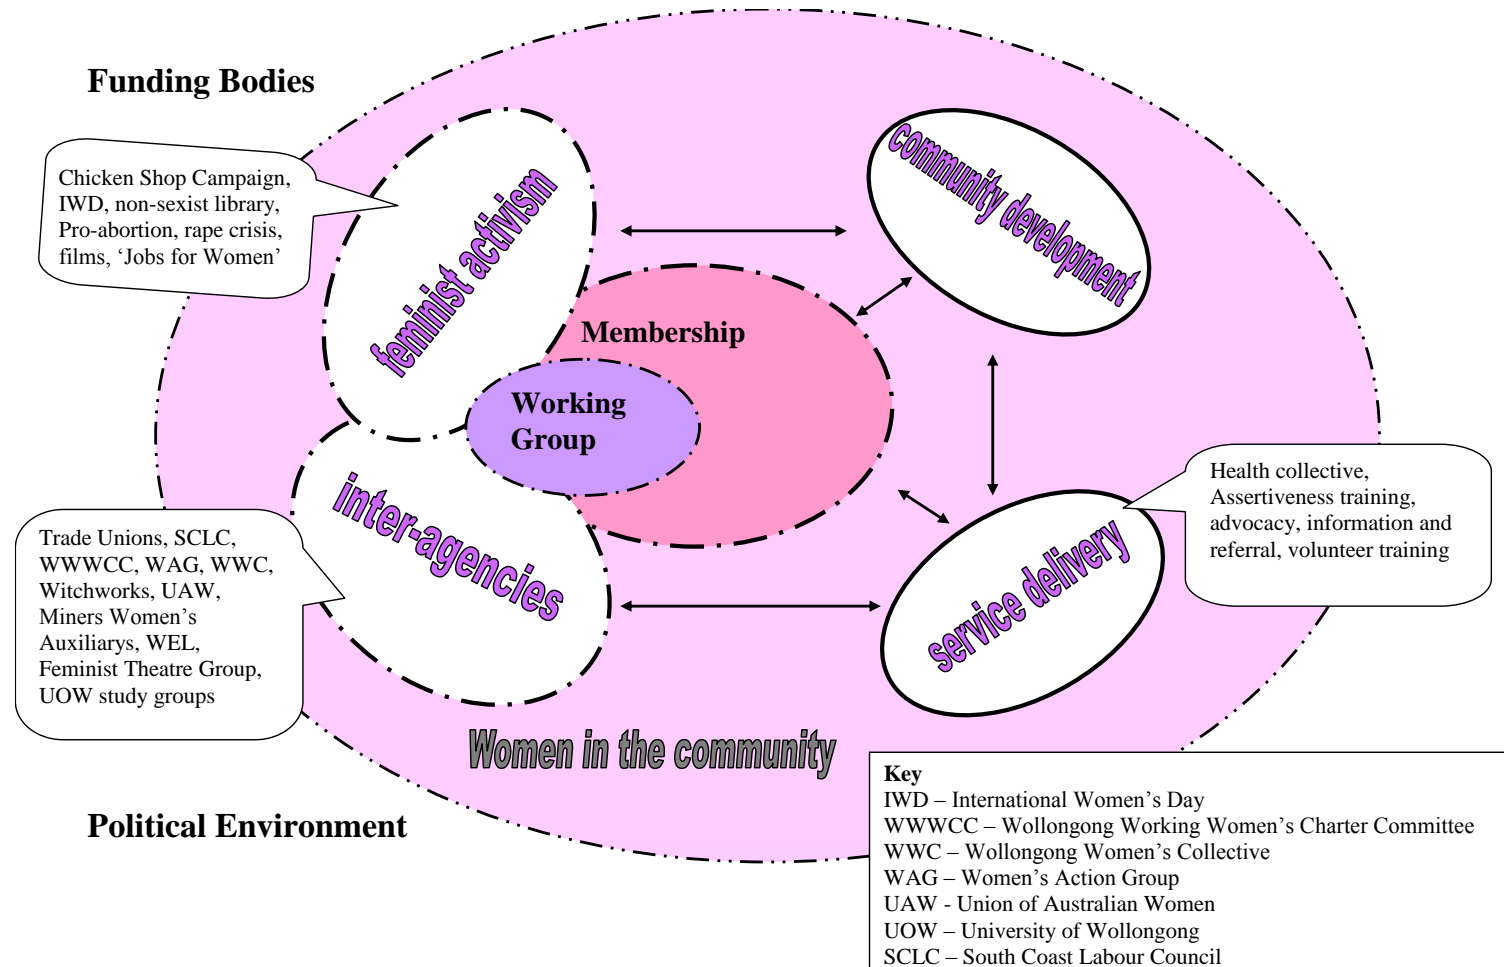 Funding Bodies
Chicken Shop Campaign,
IWD, non-sexist library,
Pro-abortion, rape crisis,
films, ‘Jobs for Women’
feminist activism
community development
Membership
Working
Group
inter-agencies
Trade Unions, SCLC,
WWWCC, WAG, WWC,
Witchworks, UAW,
Miners Women’s
Auxiliarys, WEL,
Feminist Theatre Group,
UOW study groups
service delivery
Health collective,
Assertiveness training,
advocacy, information and
referral, volunteer training
Women in the community
Political Environment
Key
IWD – International Women’s Day
WWWCC – Wollongong Working Women’s Charter Committee
WWC – Wollongong Women’s Collective
WAG – Women’s Action Group
UAW - Union of Australian Women
UOW – University of Wollongong
SCLC – South Coast Labour Council